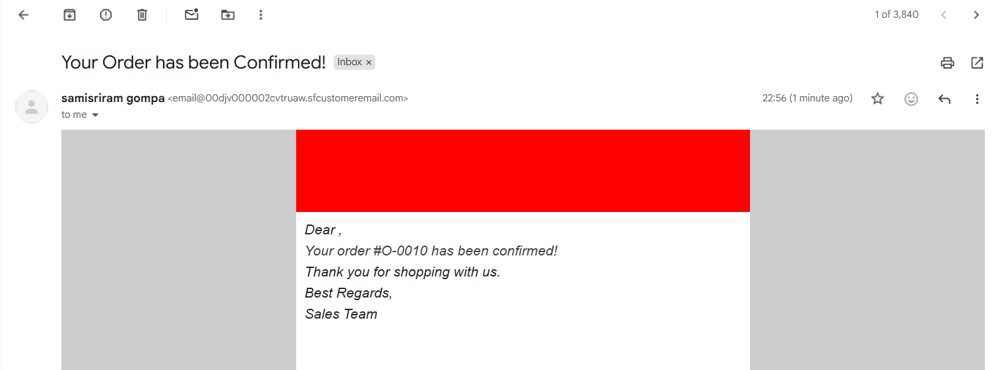 1 of 3,840
Your Order has been Confirmed! Inbox ×
samisriram gompa <email@00djv000002cvtruaw.sfcustomeremail.com> 22:56 (1 minute ago)
to me
Dear ,
Your order #O-0010 has been confirmed!
Thank you for shopping with us.
Best Regards,
Sales Team